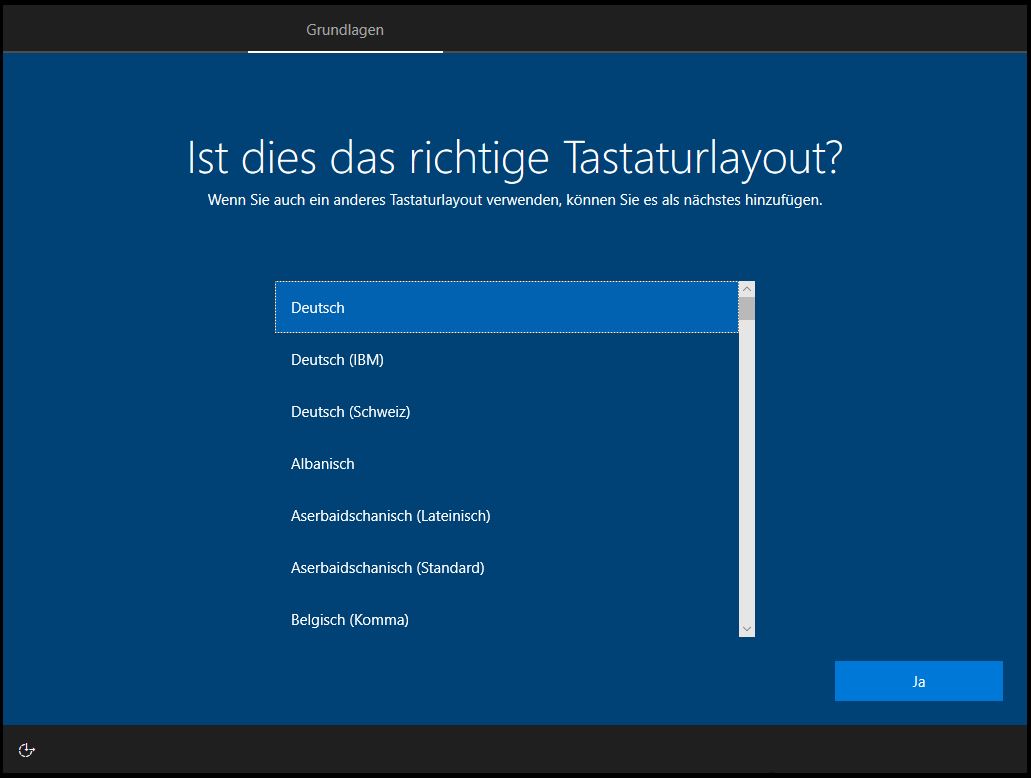 Grundlagen
Ist dies das richtige Tastaturlayout?
Wenn Sie auch ein anderes Tastaturlayout verwenden, können Sie es als nächstes hinzufügen.
Deutsch
Deutsch (IBM)
Deutsch (Schweiz)
Albanisch
Aserbaidschanisch (Lateinisch)
Aserbaidschanisch (Standard)
Belgisch (Komma)
Ja